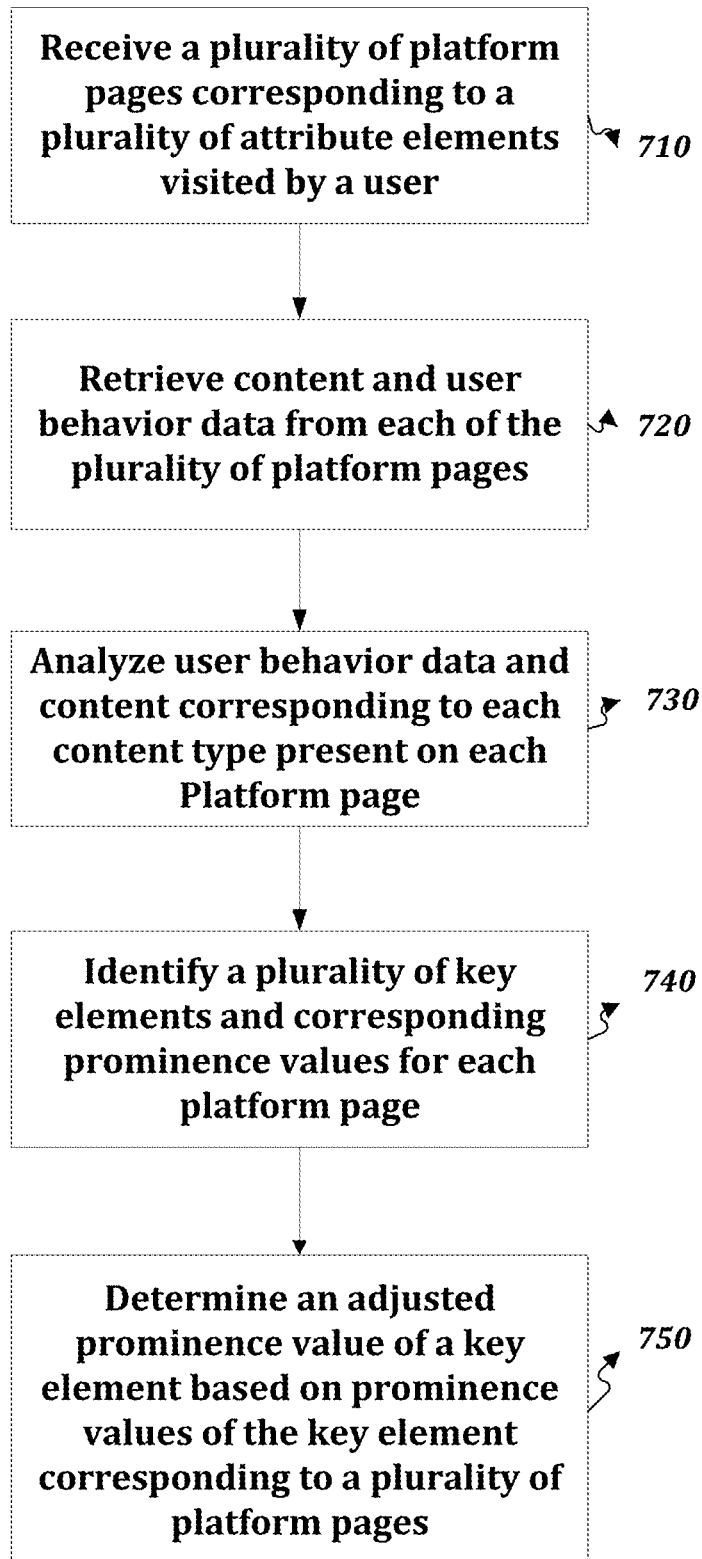 Receive a plurality of platform
pages corresponding to a
plurality of attribute elements
visited by a user
710
Retrieve content and user
behavior data from each of the
plurality of platform pages
720
Analyze user behavior data and
content corresponding to each
content type present on each
Platform page
730
Identify a plurality of key
elements and corresponding
prominence values for each
platform page
740
Determine an adjusted
prominence value of a key
element based on prominence
values of the key element
corresponding to a plurality of
platform pages
750